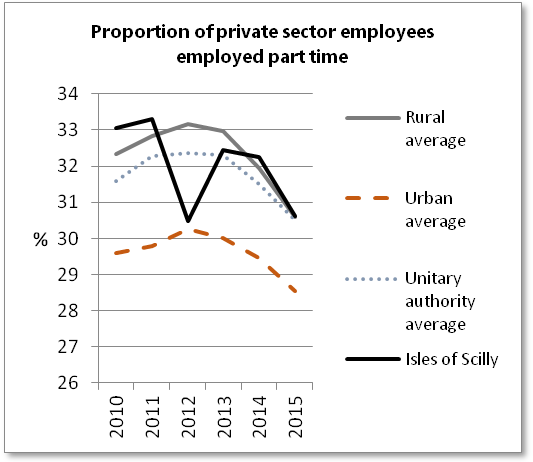 Proportion of private sector employees
employed part time
34
33
32
31
30
29
28
27
26
%
2010
2011
2012
2013
2014
2015
Rural
average
Urban
average
Unitary
authority
average
Isles of Scilly